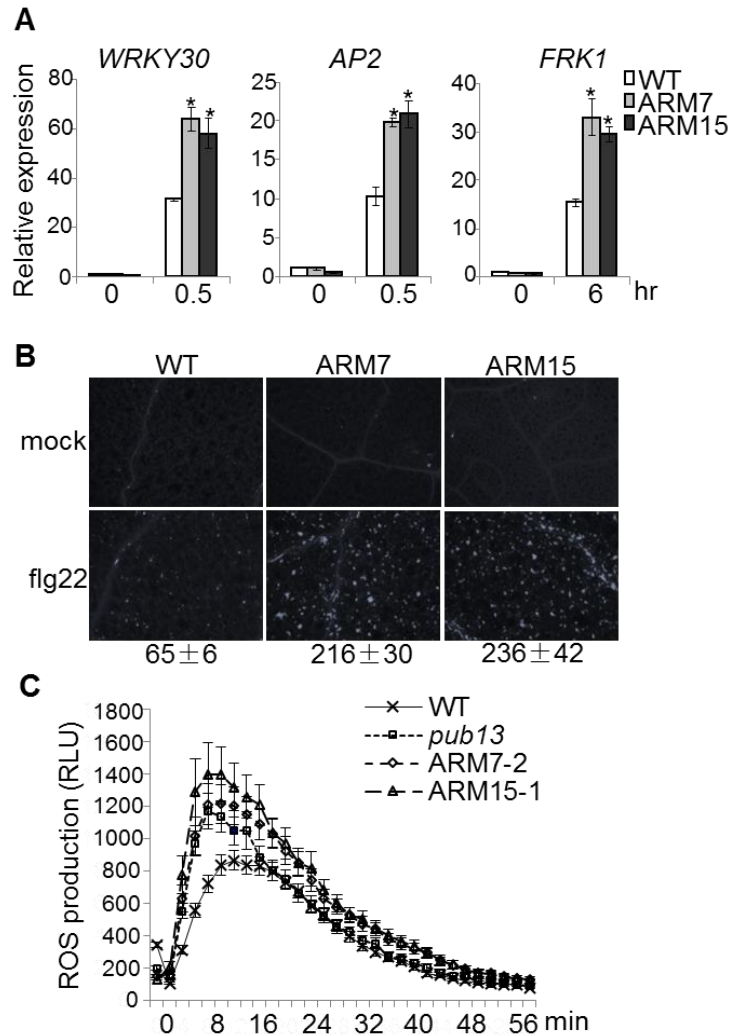 A
WRKY30 AP2 FRK1
Relative expression
80
60
40
20
0
25
20
15
10
5
0
40
30
20
10
0
* * * * * *
WT
ARM7
ARM15
0 0.5 0 0.5 0 6 hr
B
WT ARM7 ARM15
mock
flg22
65±6 216±30 236±42
C
ROS production (RLU)
1800
1600
1400
1200
1000
800
600
400
200
0
WT
pub13
ARM7-2
ARM15-1
0 8 16 24 32 40 48 56 min